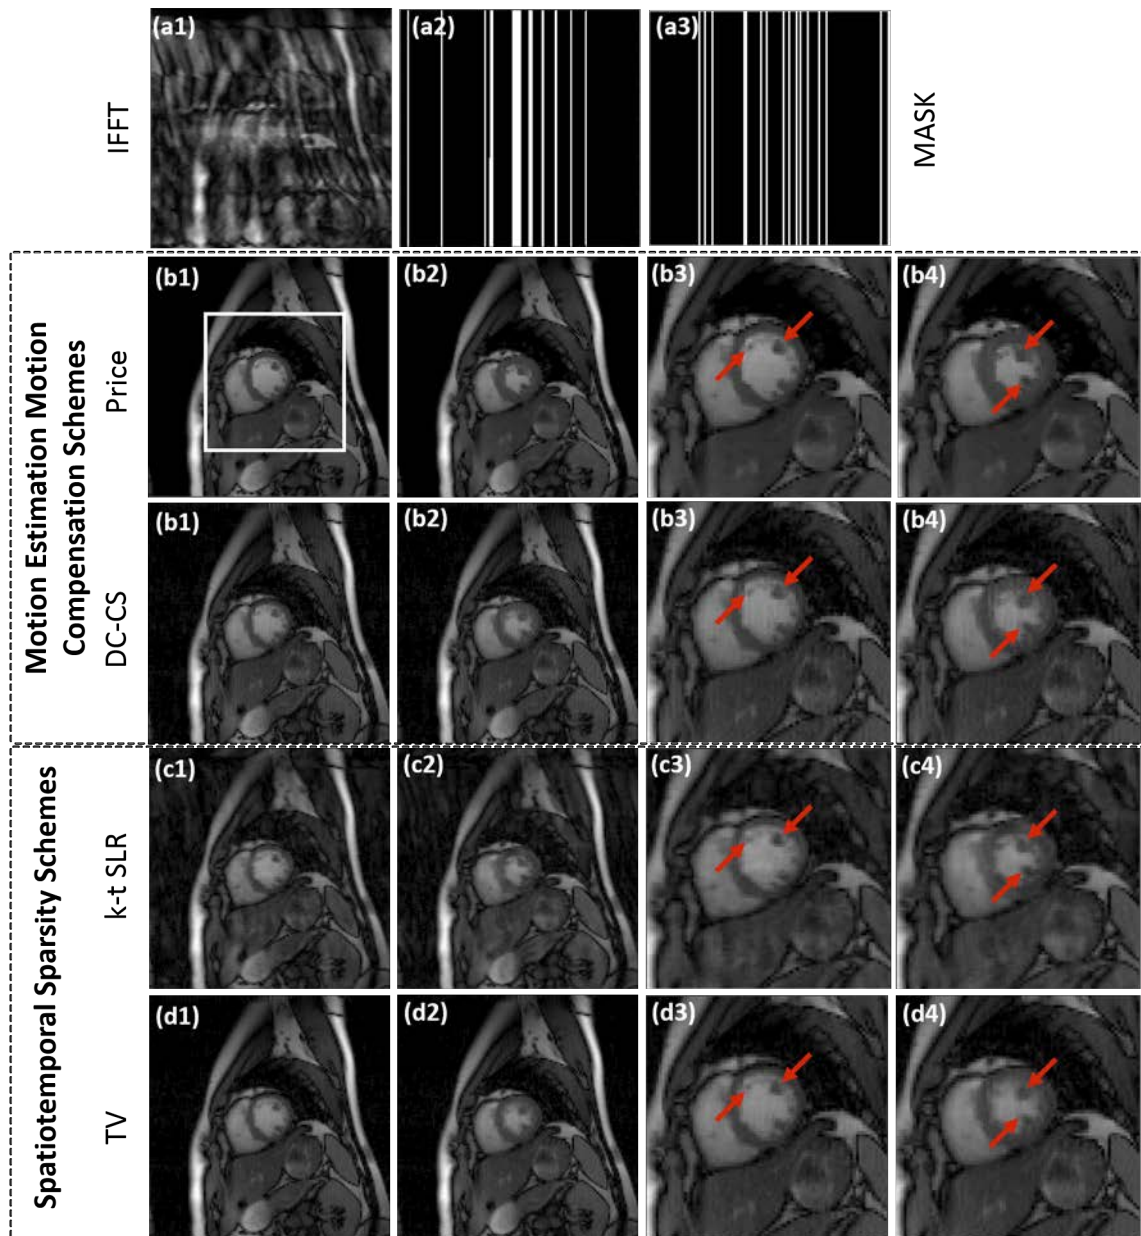 (a1)
(a2)
(a3)
IFFT
MASK
Motion Estimation Motion
Compensation Schemes
Price
(b1)
(b2)
(b3)
(b4)
DC-CS
(b1)
(b2)
(b3)
(b4)
Spatiotemporal Sparsity Schemes
k-t SLR
(c1)
(c2)
(c3)
(c4)
TV
(d1)
(d2)
(d3)
(d4)